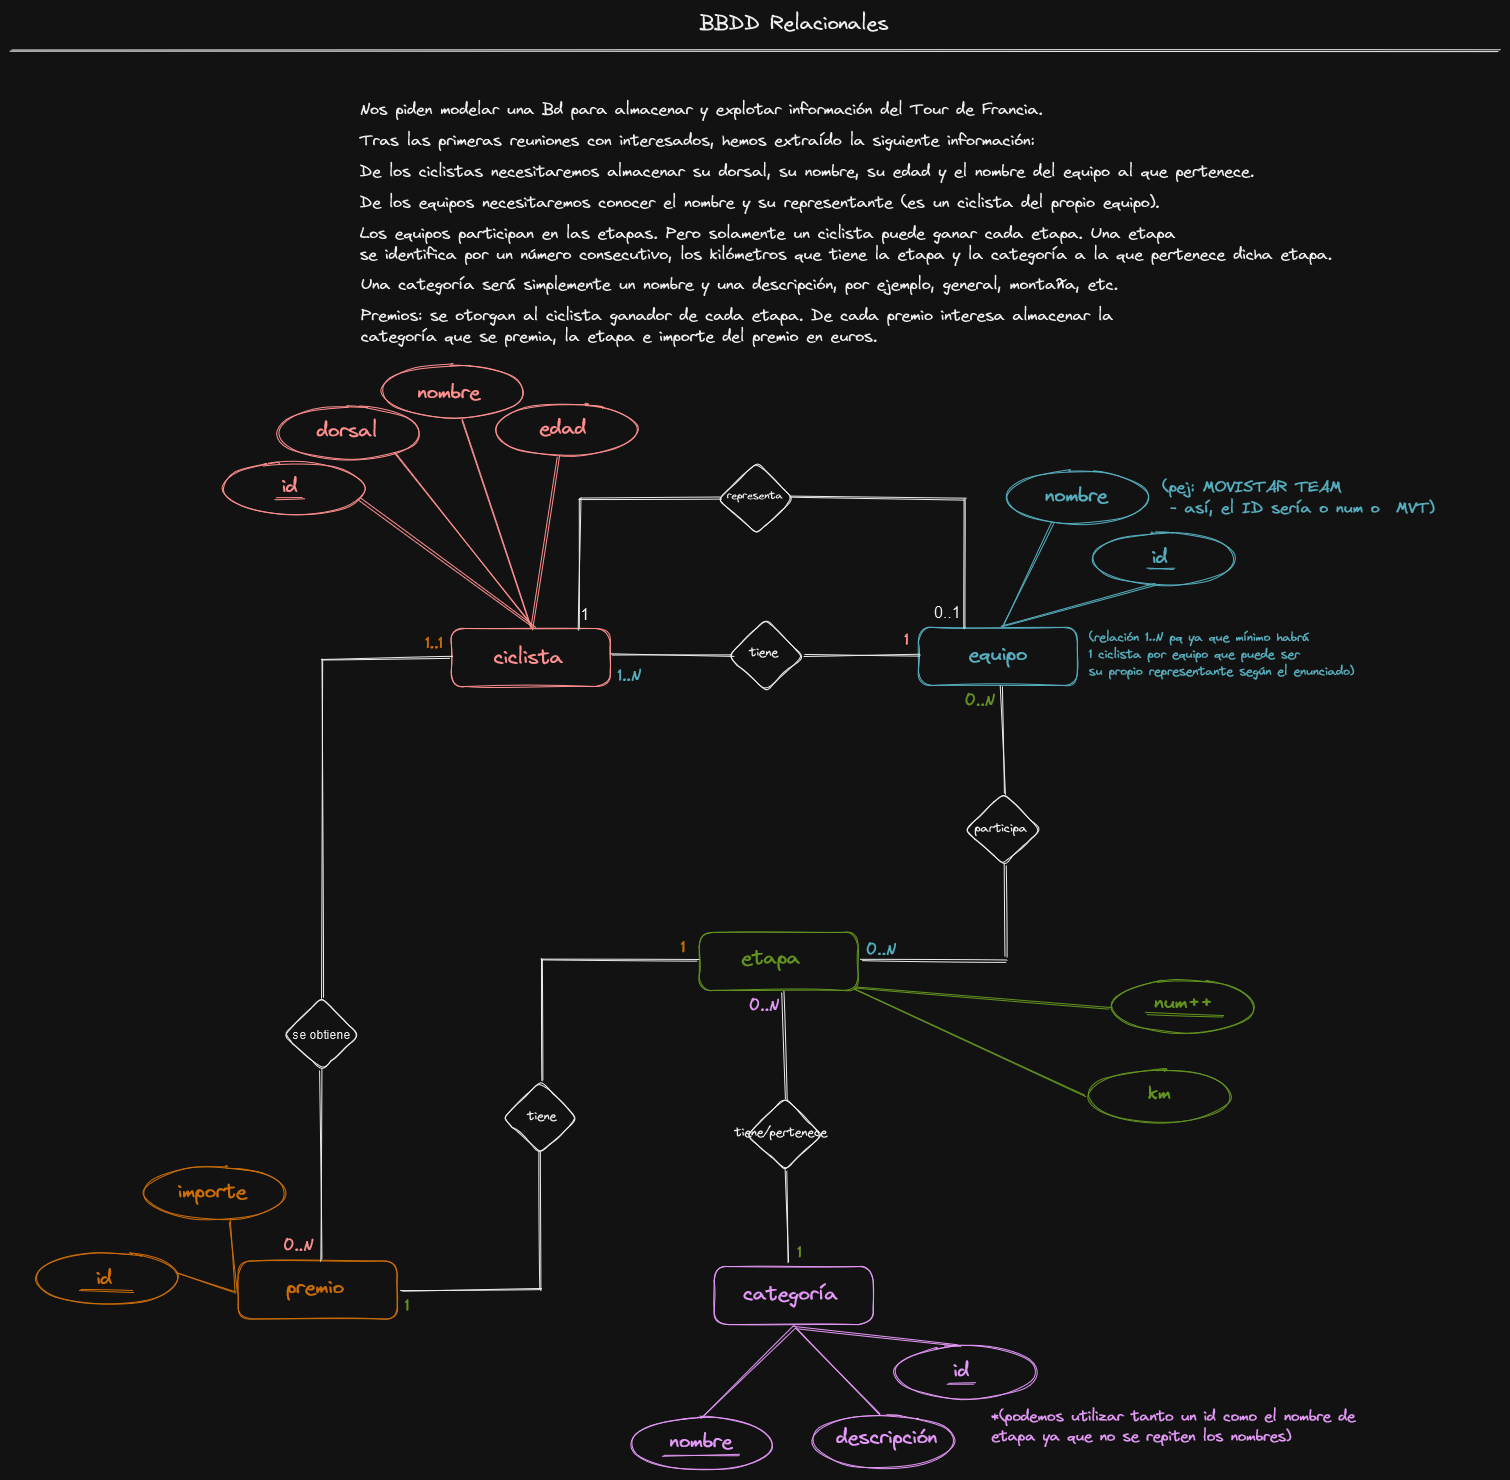 BBDD Relacionales
Nos piden modelar una Bd para almacenar y explotar información del Tour de Francia.
Tras las primeras reuniones con interesados, hemos extraído la siguiente información:
De los ciclistas necesitaremos almacenar su dorsal, su nombre, su edad y el nombre del equipo al que pertenece.
De los equipos necesitaremos conocer el nombre y su representante (es un ciclista del propio equipo).
Los equipos participan en las etapas. Pero solamente un ciclista puede ganar cada etapa. Una etapa
se identifica por un número consecutivo, los kilómetros que tiene la etapa y la categoría a la que pertenece dicha etapa.
Una categoría será simplemente un nombre y una descripción, por ejemplo, general, montaña, etc.
Premios: se otorgan al ciclista ganador de cada etapa. De cada premio interesa almacenar la
categoría que se premia, la etapa e importe del premio en euros.
nombre
dorsal
edad
id
representa
nombre
(pej: MOVISTAR TEAM
- así, el ID sería o num o MVT)
id
1
0..1
1..1
ciclista
1..N
tiene
1
equipo
(relación 1..N pq ya que mínimo habrá
1 ciclista por equipo que puede ser
su propio representante según el enunciado)
0..N
participa
1
etapa
0..N
0..N
num++
km
se obtiene
tiene
tiene/pertenece
importe
id
0..N
premio
1
1
categoría
id
nombre
descripción
*(podemos utilizar tanto un id como el nombre de
etapa ya que no se repiten los nombres)